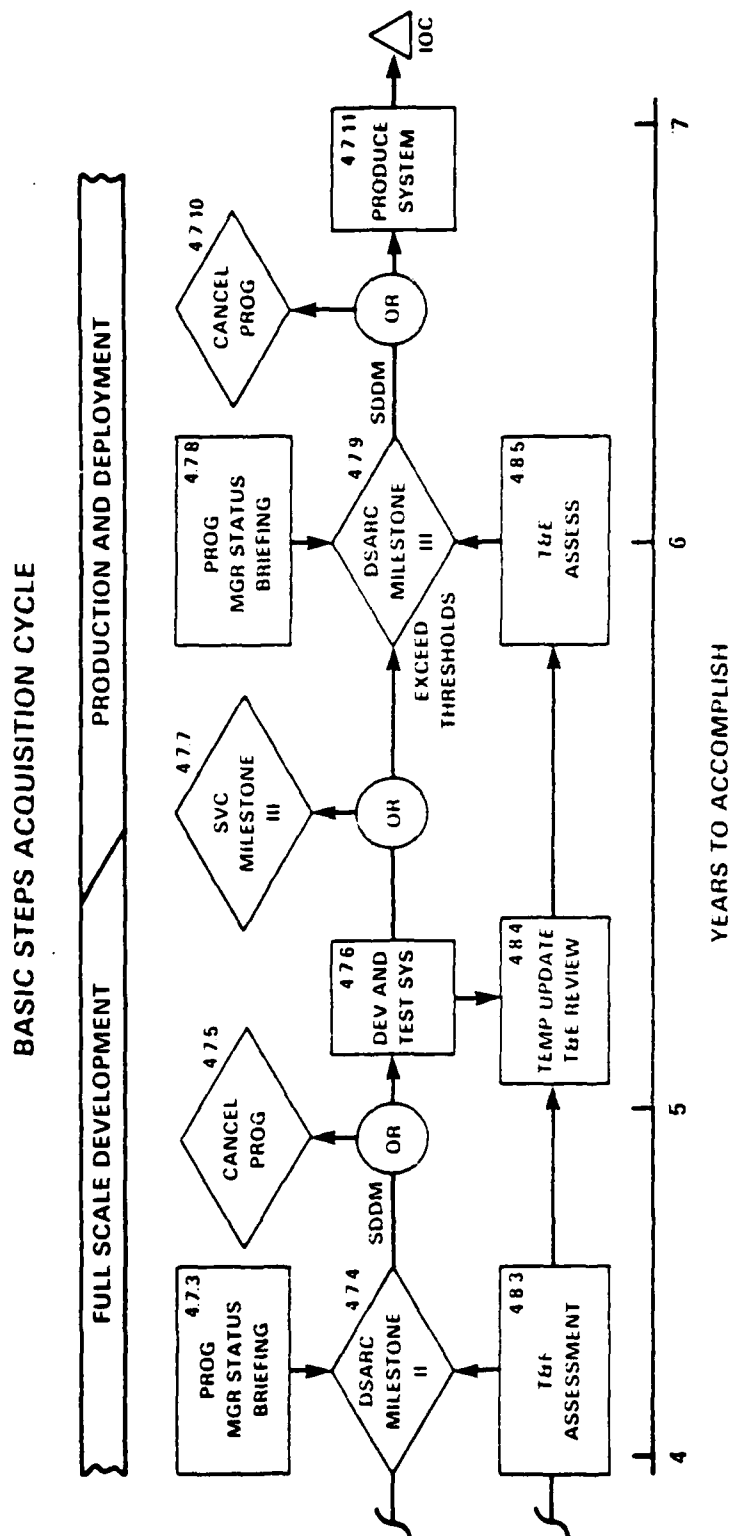 BASIC STEPS ACQUISITION CYCLE
FULL SCALE DEVELOPMENT
PRODUCTION AND DEPLOYMENT
4.7.3
PROG
MGR STATUS
BRIEFING
4 7 4
DSARC
MILESTONE
II
SDDM
OR
4 7 5
CANCEL
PROG
4 7 6
DEV AND
TEST SYS
OR
4 7.7
SVC
MILESTONE
III
EXCEED
THRESHOLDS
4.7 8
PROG
MGR STATUS
BRIEFING
4 7 9
DSARC
MILESTONE
III
SDDM
OR
4 7 10
CANCEL
PROG
4 7 11
PRODUCE
SYSTEM
IOC
4 8 3
T&E
ASSESSMENT
4 8 4
TEMP UPDATE
T&E REVIEW
4 8 5
T&E
ASSESS
4
5
6
7
YEARS TO ACCOMPLISH